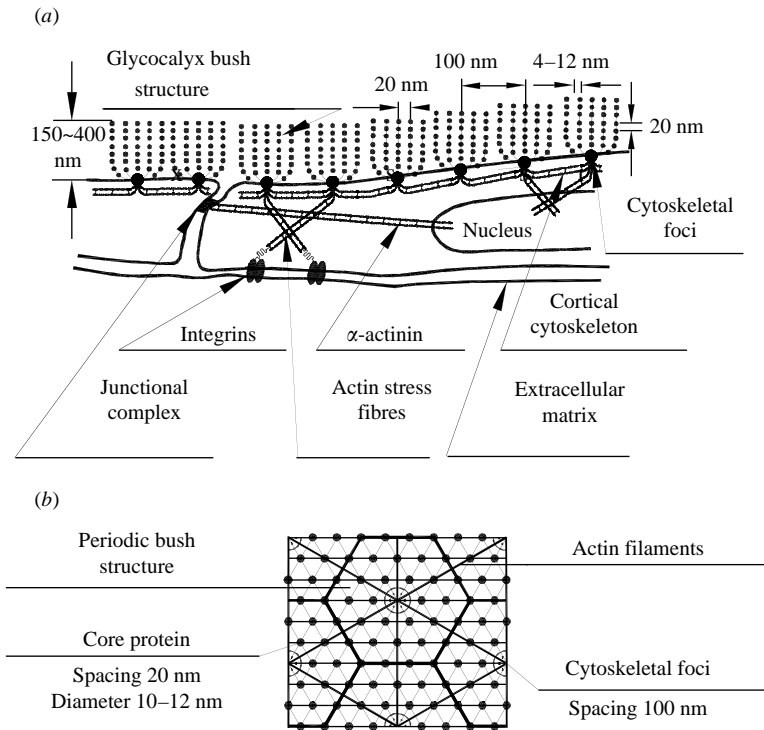 (a)
Glycocalyx bush
structure
100 nm
4–12 nm
20 nm
150~400
nm
20 nm
Nucleus
Cytoskeletal
foci
Integrins
α-actinin
Cortical
cytoskeleton
Junctional
complex
Actin stress
fibres
Extracellular
matrix
(b)
Periodic bush
structure
Actin filaments
Core protein
Spacing 20 nm
Diameter 10–12 nm
Cytoskeletal foci
Spacing 100 nm